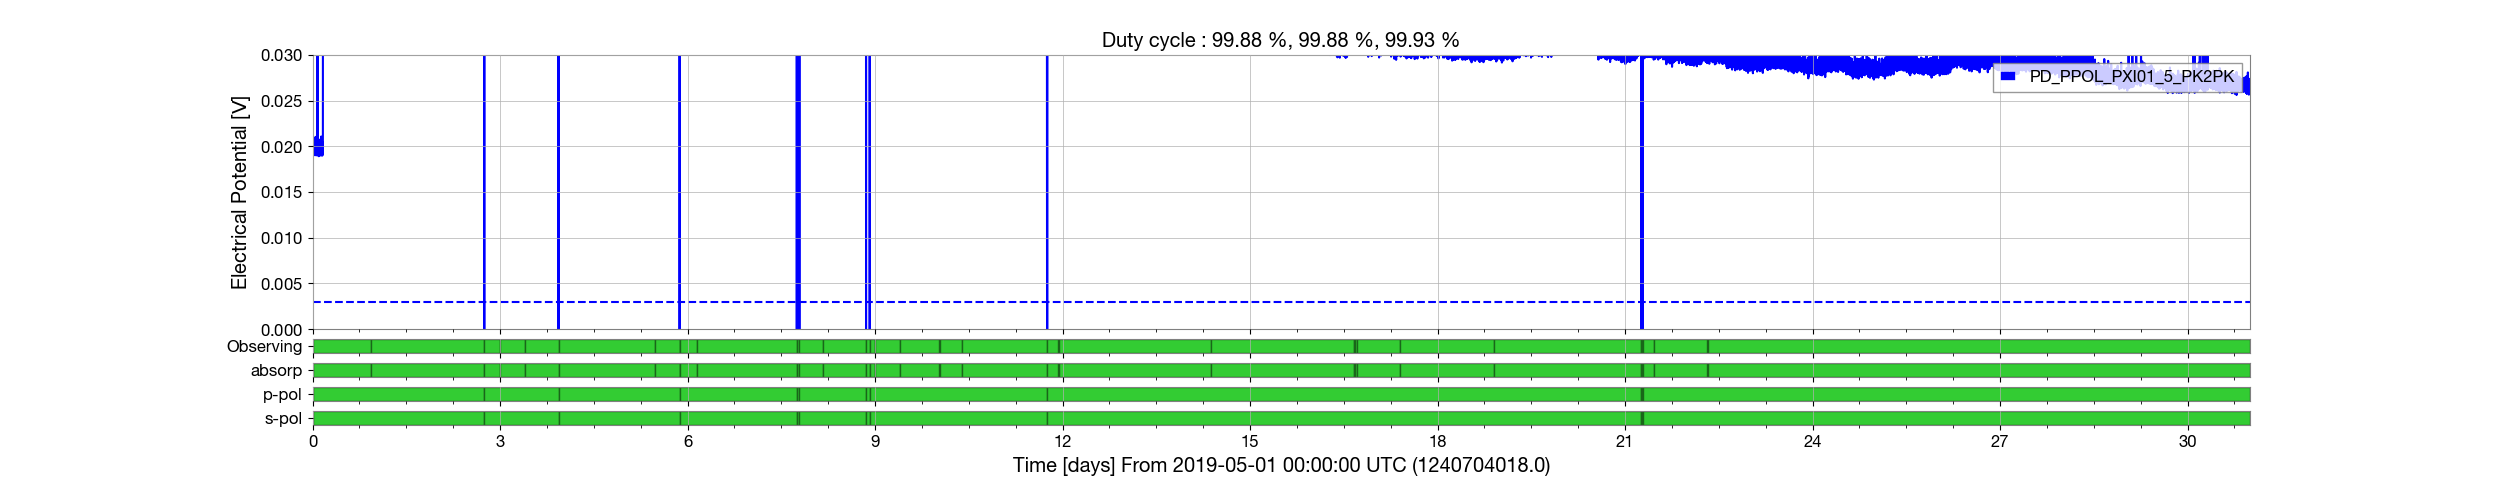 Duty cycle : 99.88 %, 99.88 %, 99.93 %
Electrical Potential [V]
0.030
0.025
0.020
0.015
0.010
0.005
0.000
PD_PPOL_PXI01_5_PK2PK
Observing
absorp
p-pol
s-pol
0 3 6 9 12 15 18 21 24 27 30
Time [days] From 2019-05-01 00:00:00 UTC (1240704018.0)